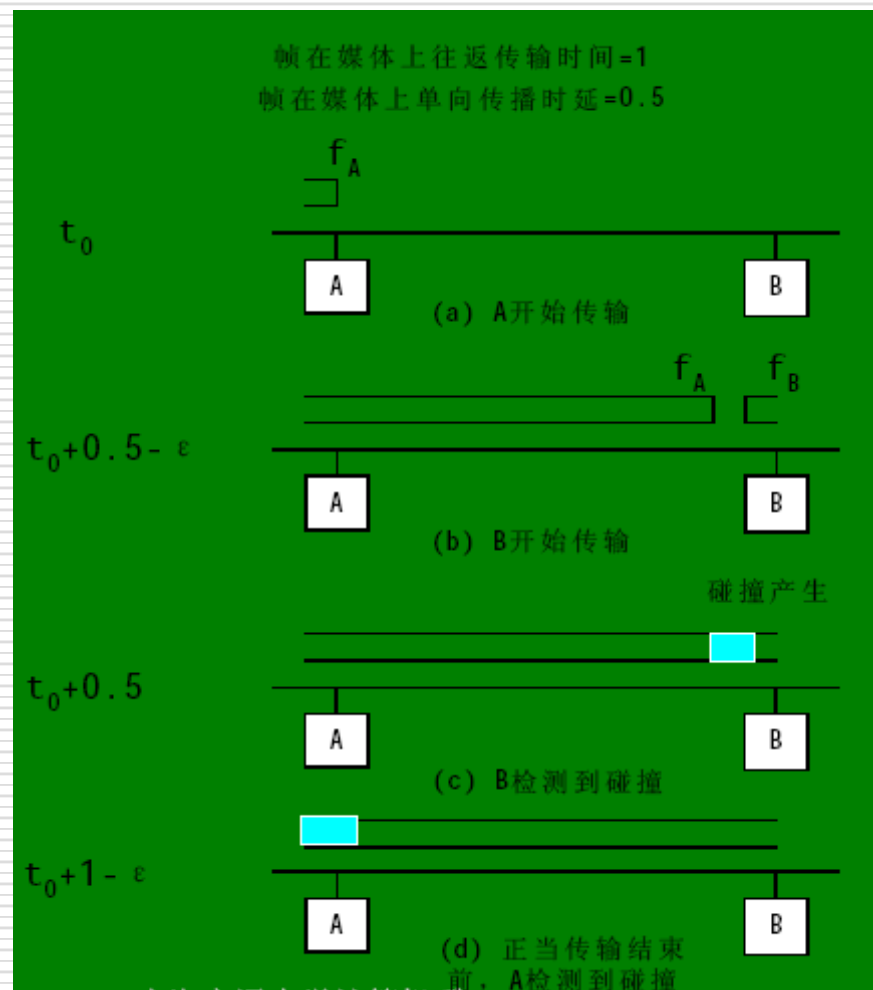 帧在媒体上往返传输时间=1
帧在媒体上单向传播时延=0.5
fA
t0
A
B
(a) A开始传输
fA
fB
t0+0.5- ε
A
B
(b) B开始传输
碰撞产生
t0+0.5
A
B
(c) B检测到碰撞
t0+1- ε
A
B
(d) 正当传输结束
前，A检测到碰撞